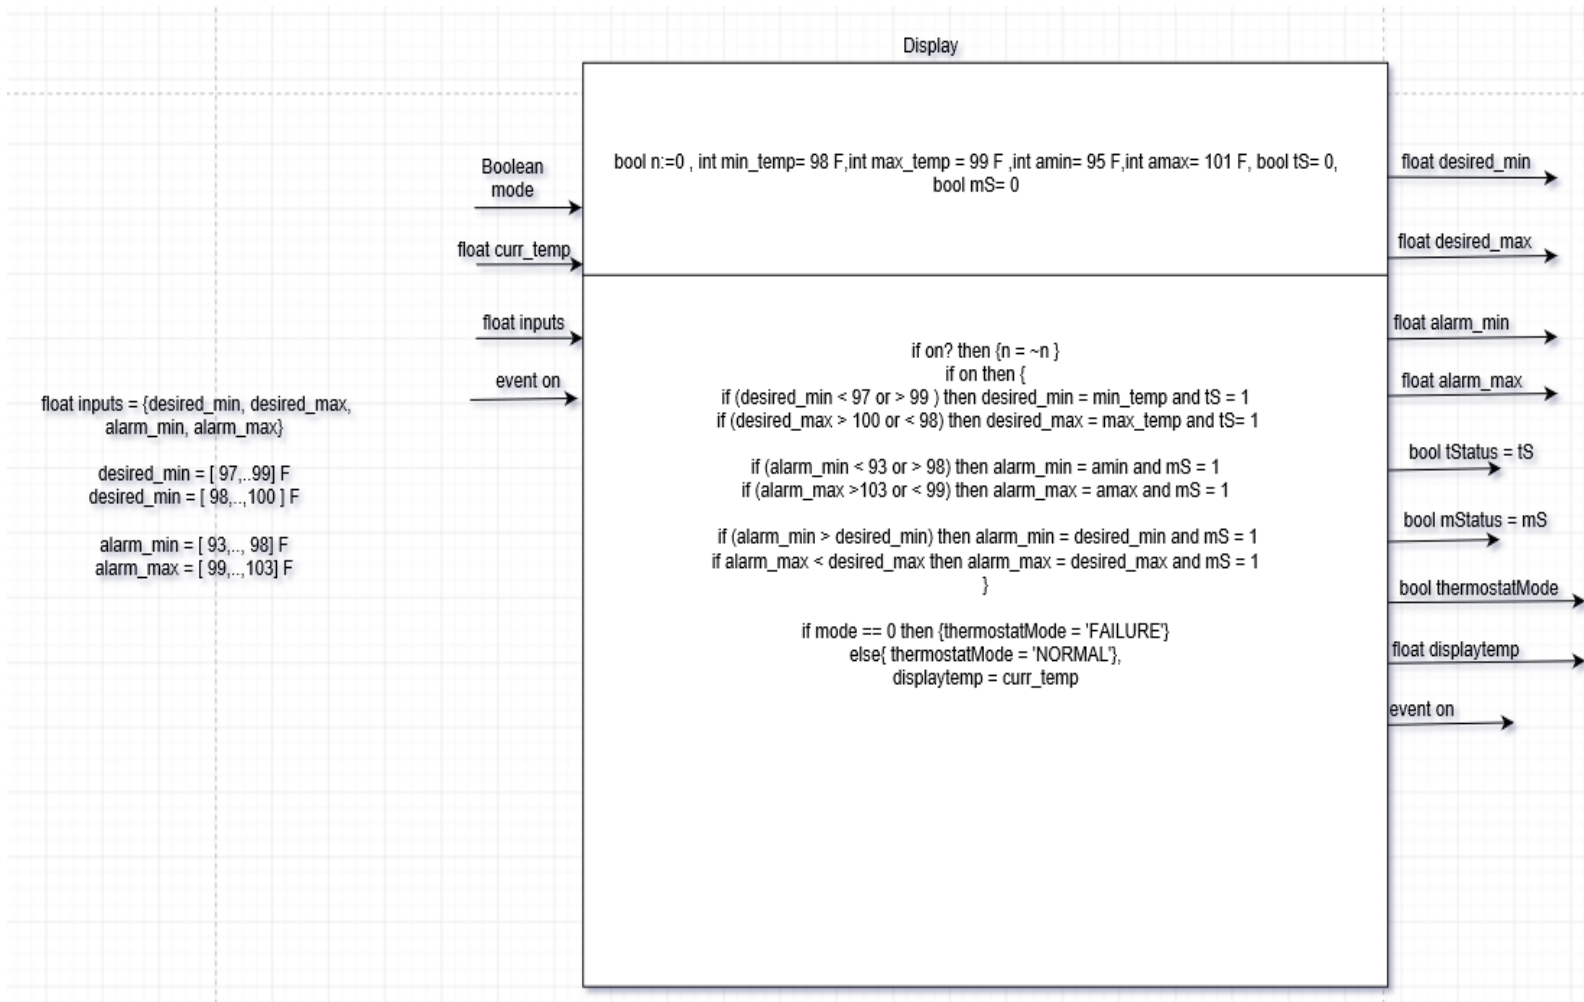 Display
bool n:=0 , int min_temp= 98 F,int max_temp = 99 F ,int amin= 95 F,int amax= 101 F, bool tS= 0,
bool mS= 0
Boolean
mode
float curr_temp
float inputs
event on
float inputs = {desired_min, desired_max,
alarm_min, alarm_max}
desired_min = [ 97,..99] F
desired_min = [ 98,..,100 ] F
alarm_min = [ 93,.., 98] F
alarm_max = [ 99,..,103] F
if on? then {n = ~n }
if on then {
if (desired_min < 97 or > 99 ) then desired_min = min_temp and tS = 1
if (desired_max > 100 or < 98) then desired_max = max_temp and tS= 1
if (alarm_min < 93 or > 98) then alarm_min = amin and mS = 1
if (alarm_max >103 or < 99) then alarm_max = amax and mS = 1
if (alarm_min > desired_min) then alarm_min = desired_min and mS = 1
if alarm_max < desired_max then alarm_max = desired_max and mS = 1
}
if mode == 0 then {thermostatMode = 'FAILURE'}
else{ thermostatMode = 'NORMAL'},
displaytemp = curr_temp
float desired_min
float desired_max
float alarm_min
float alarm_max
bool tStatus = tS
bool mStatus = mS
bool thermostatMode
float displaytemp
event on